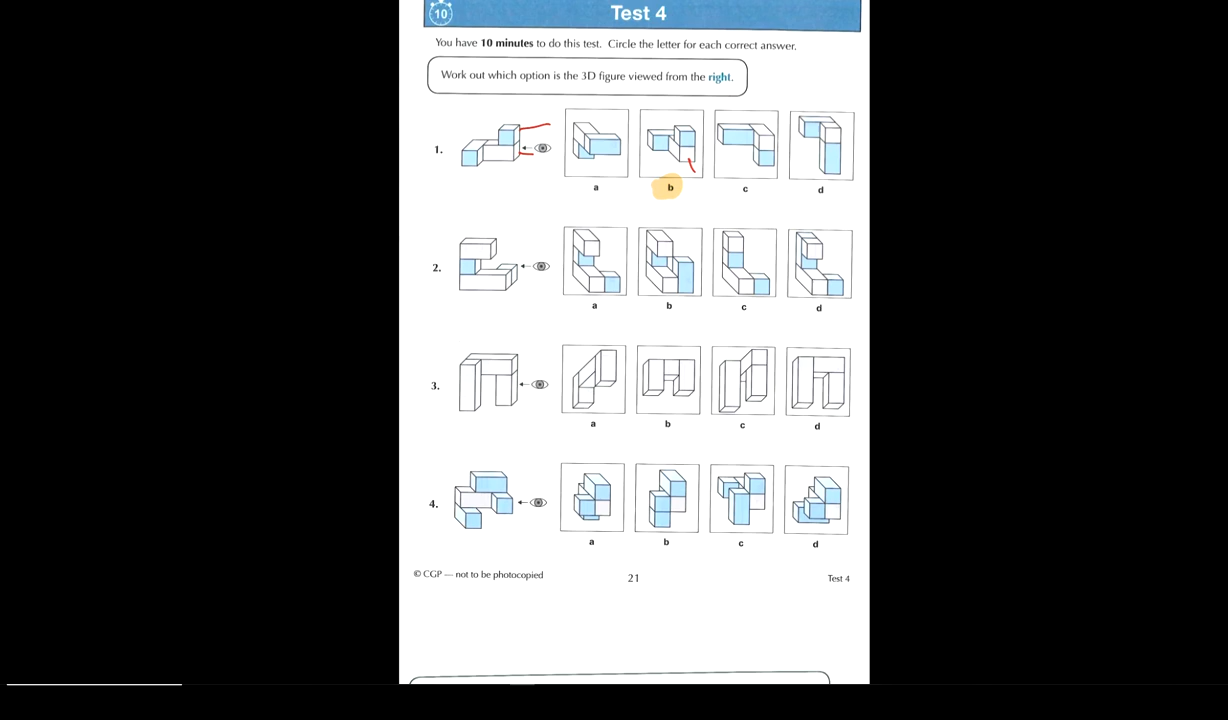 10
Test 4
You have 10 minutes to do this test. Circle the letter for each correct answer.
Work out which option is the 3D figure viewed from the right.
1.
a b c d
2.
a b c d
3.
a b c d
4.
a b c d
© CGP — not to be photocopied
21
Test 4